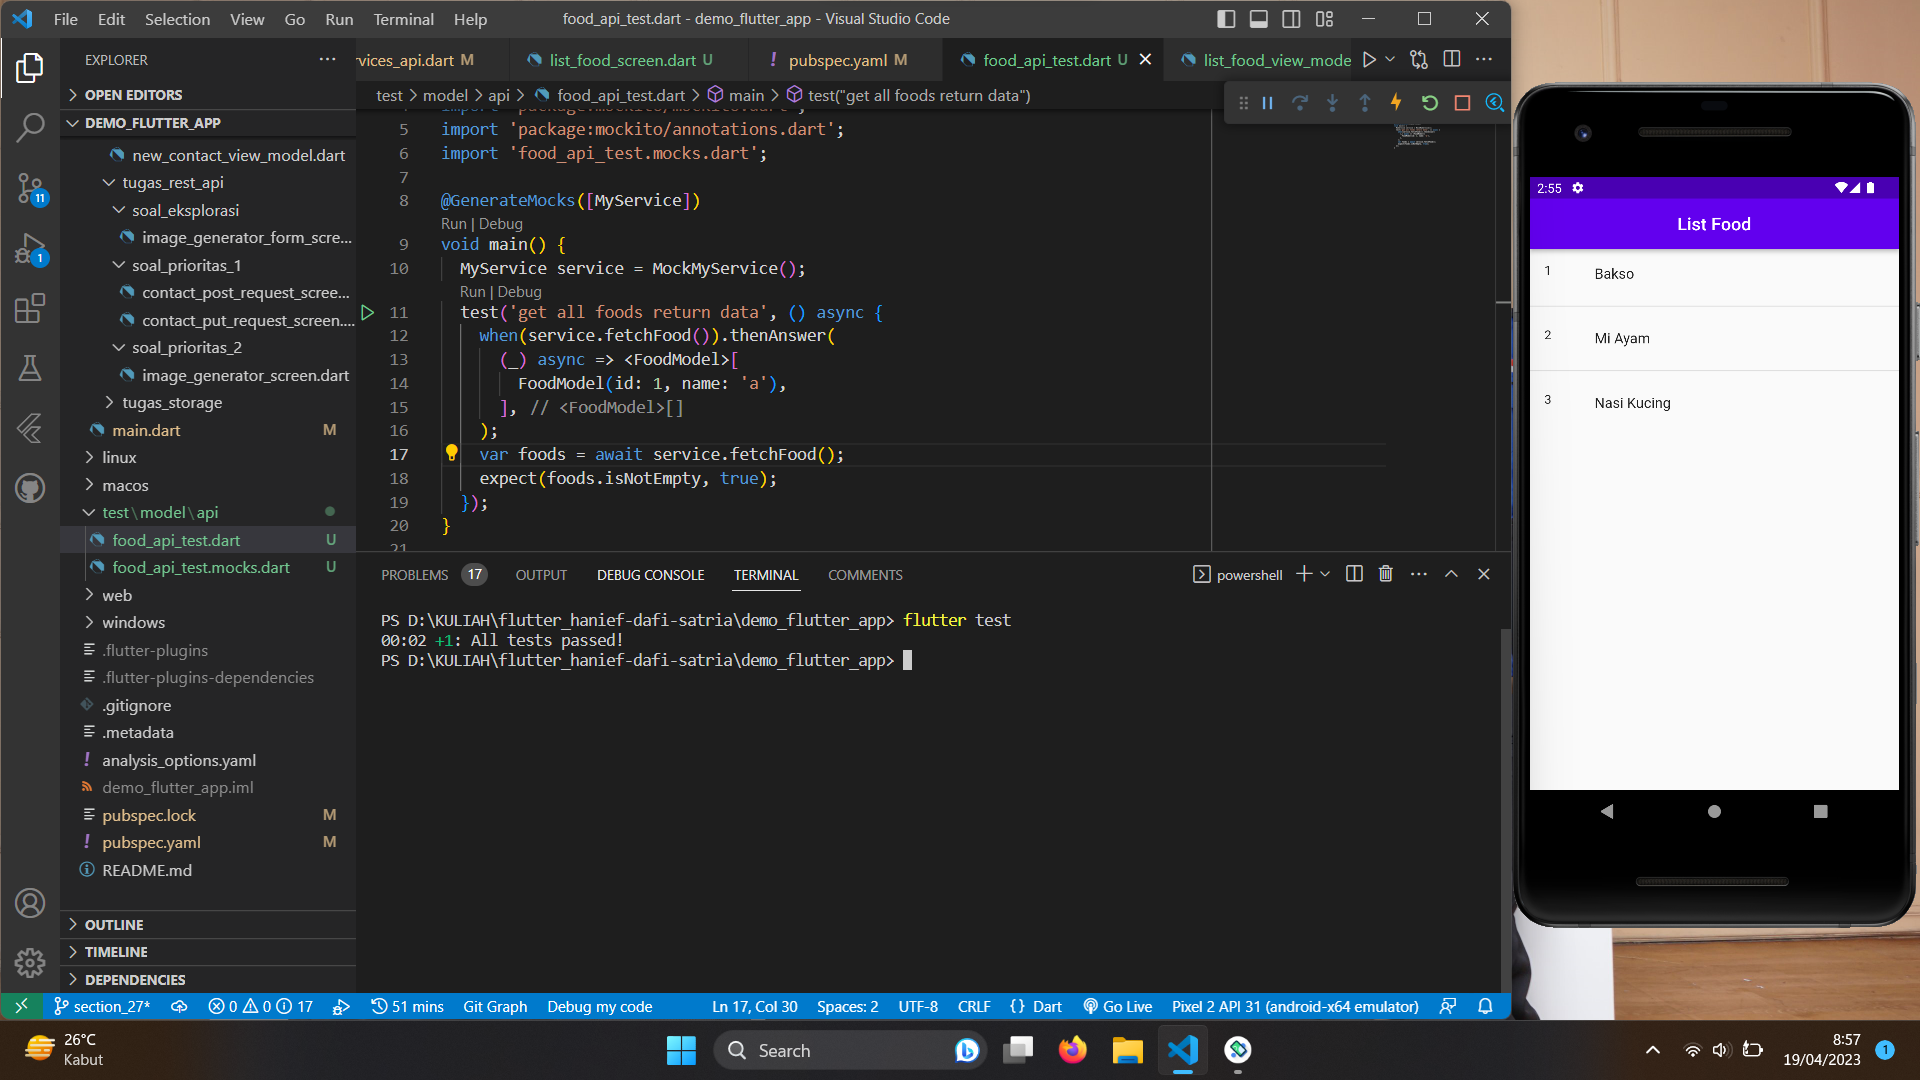 File Edit Selection View Go Run Terminal Help
food_api_test.dart - demo_flutter_app - Visual Studio Code
EXPLORER
OPEN EDITORS
DEMO_FLUTTER_APP
new_contact_view_model.dart
tugas_rest_api
soal_eksplorasi
image_generator_form_scre...
soal_prioritas_1
contact_post_request_scree...
contact_put_request_screen....
soal_prioritas_2
image_generator_screen.dart
tugas_storage
main.dart M
linux
macos
test\model\api
food_api_test.dart U
food_api_test.mocks.dart U
web
windows
.flutter-plugins
.flutter-plugins-dependencies
.gitignore
.metadata
analysis_options.yaml
demo_flutter_app.iml
pubspec.lock M
pubspec.yaml M
README.md
OUTLINE
TIMELINE
DEPENDENCIES
11
1
rvices_api.dart M
list_food_screen.dart U
pubspec.yaml M
food_api_test.dart U
list_food_view_mode
test > model > api > food_api_test.dart > main > test("get all foods return data")
5 import 'package:mockito/annotations.dart';
6 import 'food_api_test.mocks.dart';
7
8 @GenerateMocks([MyService])
Run | Debug
9 void main() {
10 MyService service = MockMyService();
Run | Debug
11 test('get all foods return data', () async {
12 when(service.fetchFood()).thenAnswer(
13 (_) async => <FoodModel>[
14 FoodModel(id: 1, name: 'a'),
15 ], // <FoodModel>[]
16 );
17 var foods = await service.fetchFood();
18 expect(foods.isNotEmpty, true);
19 });
20 }
21
PROBLEMS 17 OUTPUT DEBUG CONSOLE TERMINAL COMMENTS
powershell
PS D:\KULIAH\flutter_hanief-dafi-satria\demo_flutter_app> flutter test
00:02 +1: All tests passed!
PS D:\KULIAH\flutter_hanief-dafi-satria\demo_flutter_app>
section_27* 0 0 17 51 mins Git Graph Debug my code
Ln 17, Col 30 Spaces: 2 UTF-8 CRLF {} Dart Go Live Pixel 2 API 31 (android-x64 emulator)
2:55
List Food
1 Bakso
2 Mi Ayam
3 Nasi Kucing
26°C
Kabut
Search
8:57
19/04/2023
1